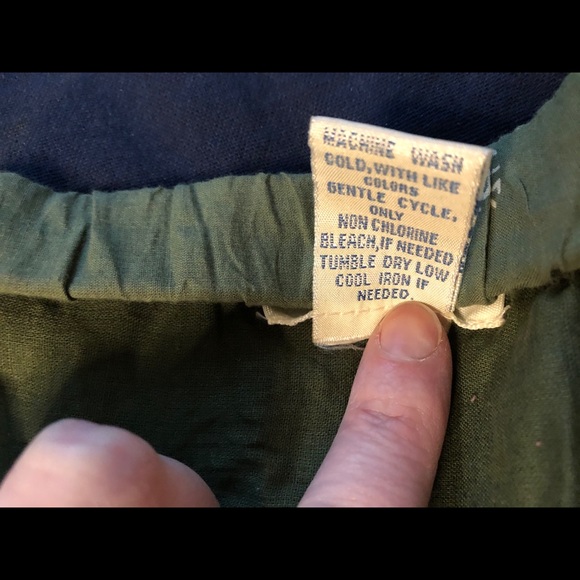 MACHINE WASH
COLD, WITH LIKE
COLORS
GENTLE CYCLE,
ONLY
NON CHLORINE
BLEACH, IF NEEDED
TUMBLE DRY LOW
COOL IRON IF
NEEDED.